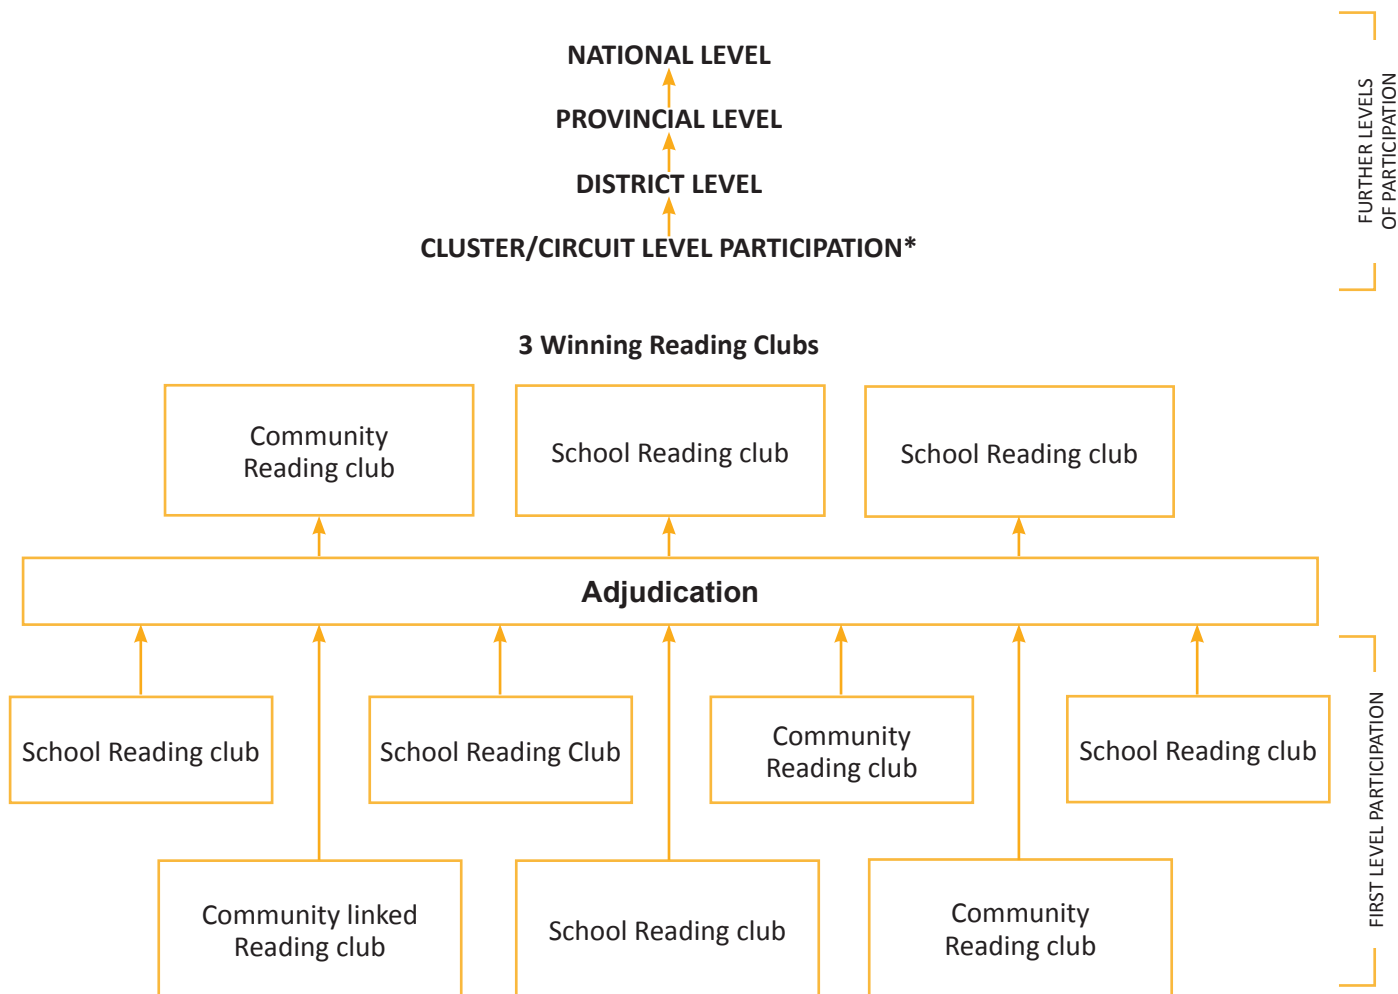 NATIONAL LEVEL
PROVINCIAL LEVEL
DISTRICT LEVEL
CLUSTER/CIRCUIT LEVEL PARTICIPATION*
FURTHER LEVELS
OF PARTICIPATION
3 Winning Reading Clubs
Community
Reading club
School Reading club
School Reading club
Adjudication
School Reading club
School Reading Club
Community
Reading club
School Reading club
Community linked
Reading club
School Reading club
Community
Reading club
FIRST LEVEL PARTICIPATION